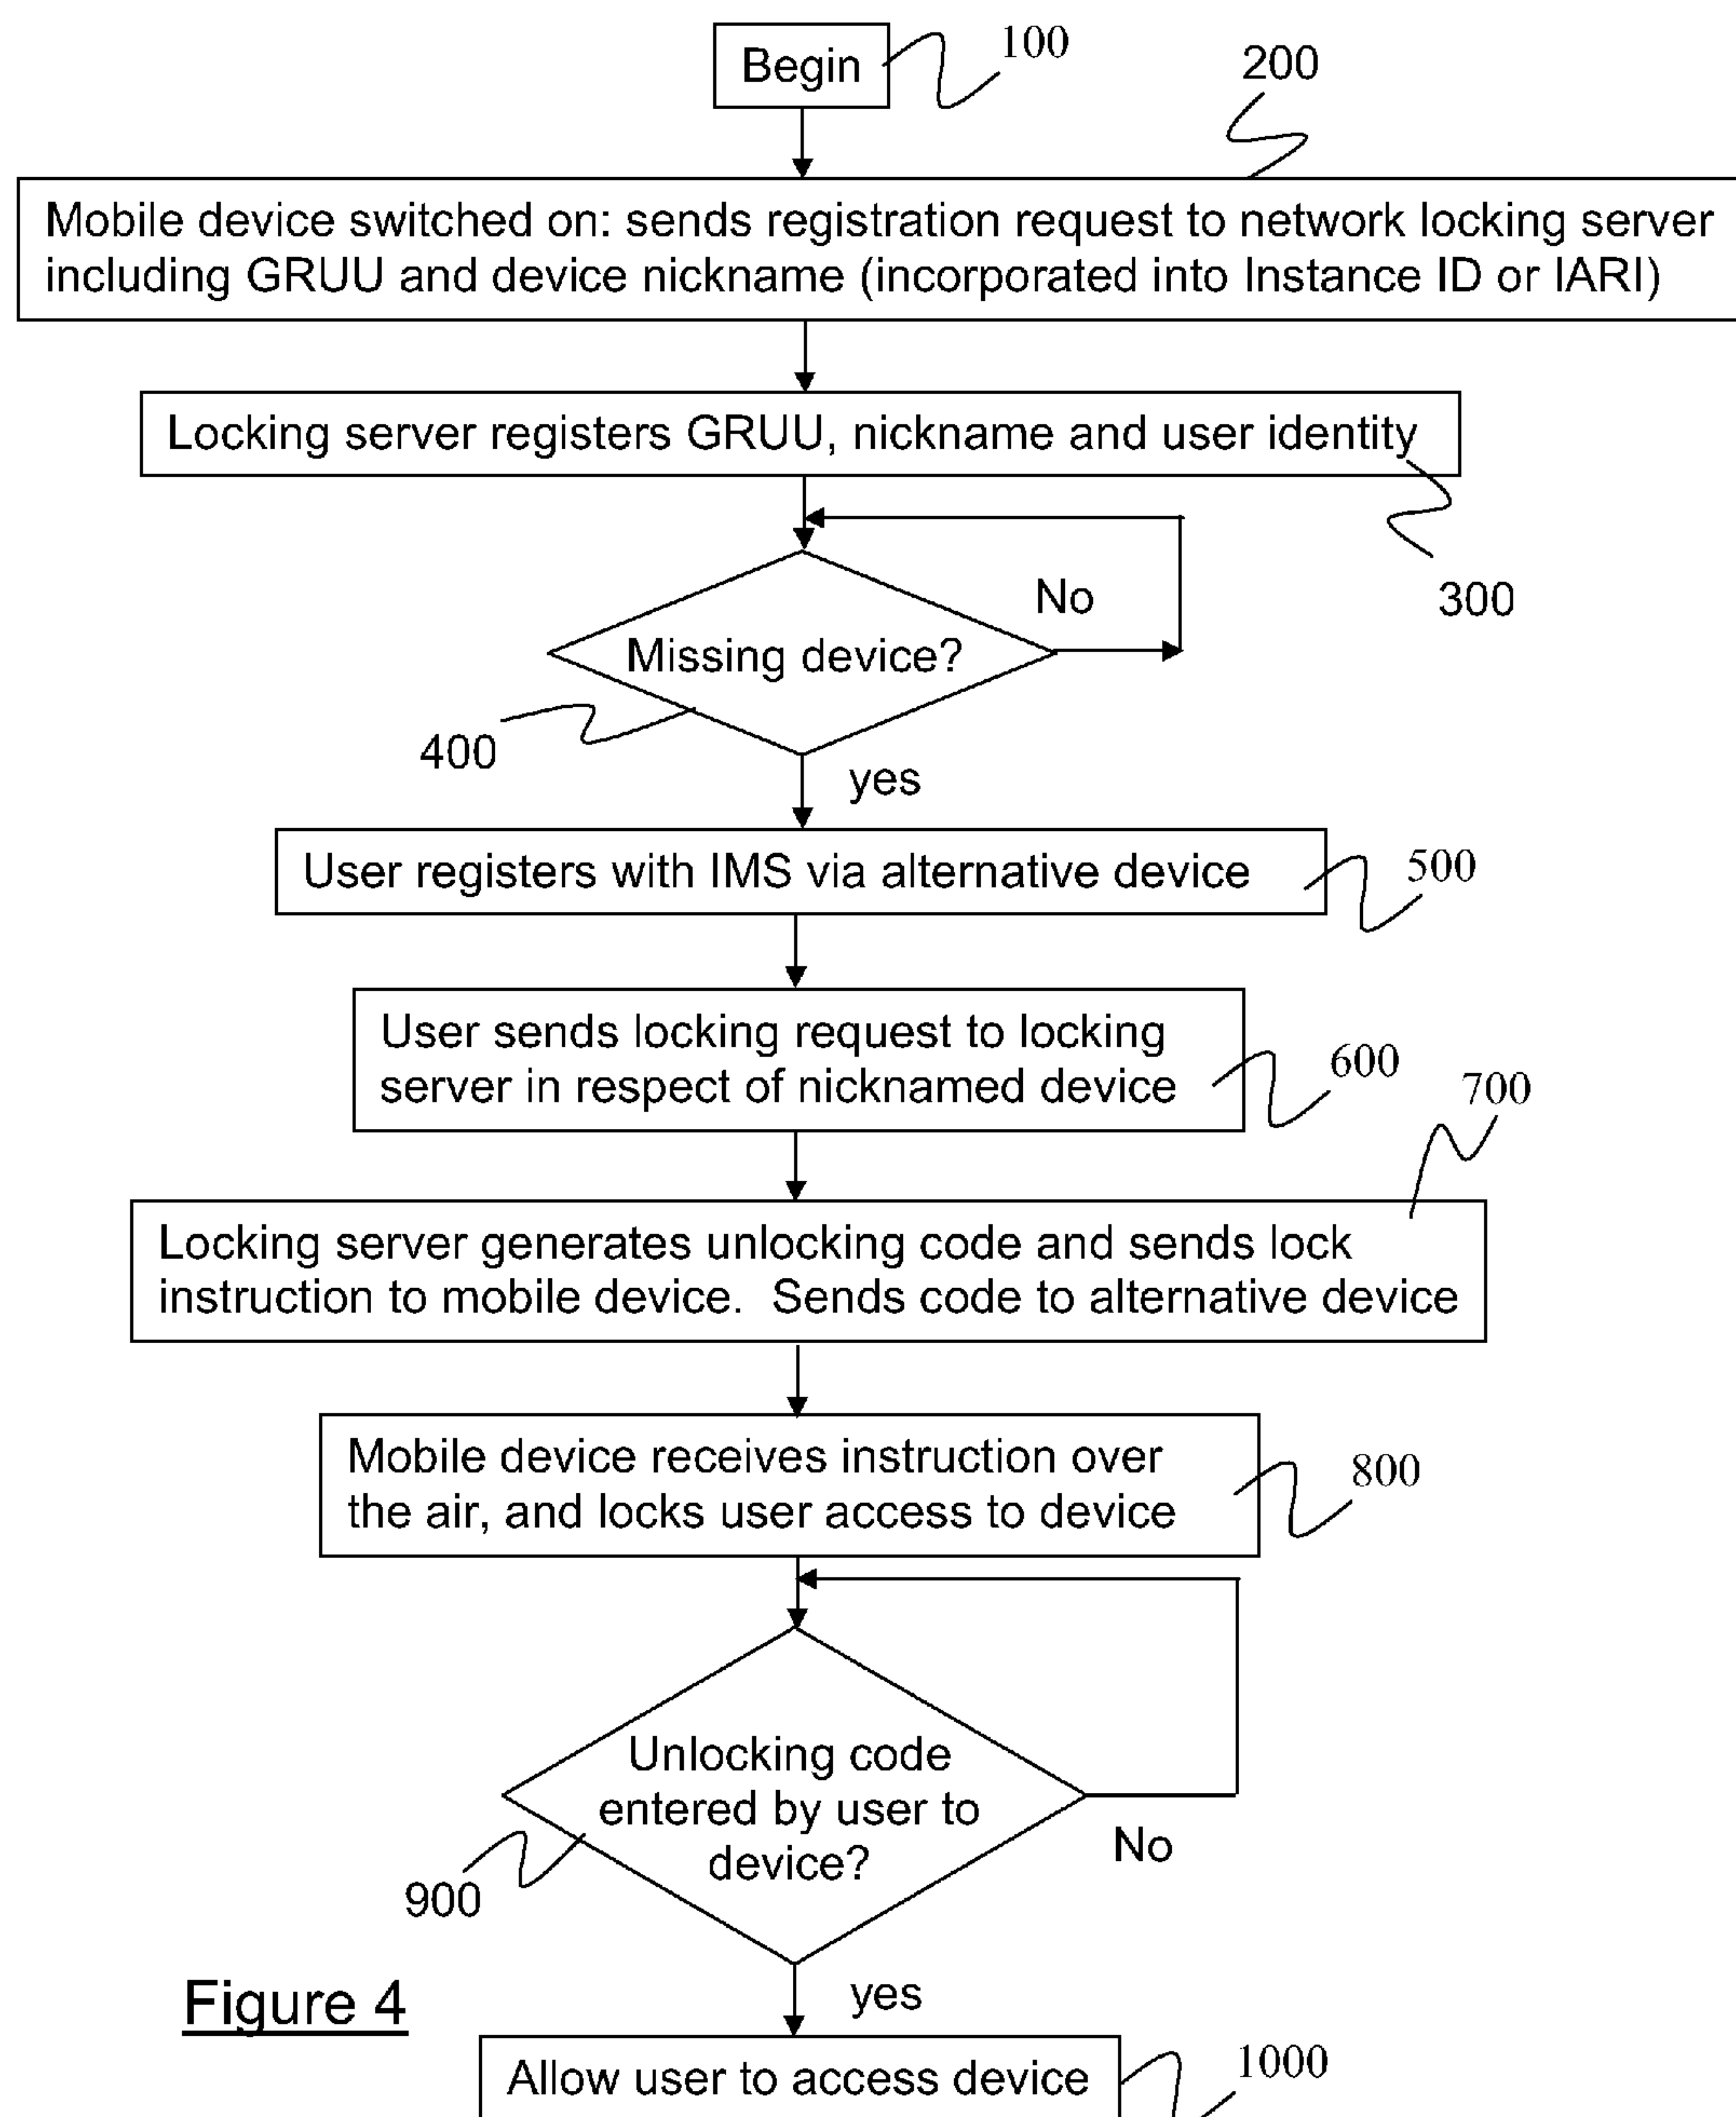 Begin
100
200
Mobile device switched on: sends registration request to network locking server
including GRUU and device nickname (incorporated into Instance ID or IARI)
Locking server registers GRUU, nickname and user identity
300
No
Missing device?
400
yes
User registers with IMS via alternative device
500
User sends locking request to locking
server in respect of nicknamed device
600
700
Locking server generates unlocking code and sends lock
instruction to mobile device.  Sends code to alternative device
Mobile device receives instruction over
the air, and locks user access to device
800
Unlocking code
entered by user to
device?
No
900
yes
Figure 4
Allow user to access device
1000